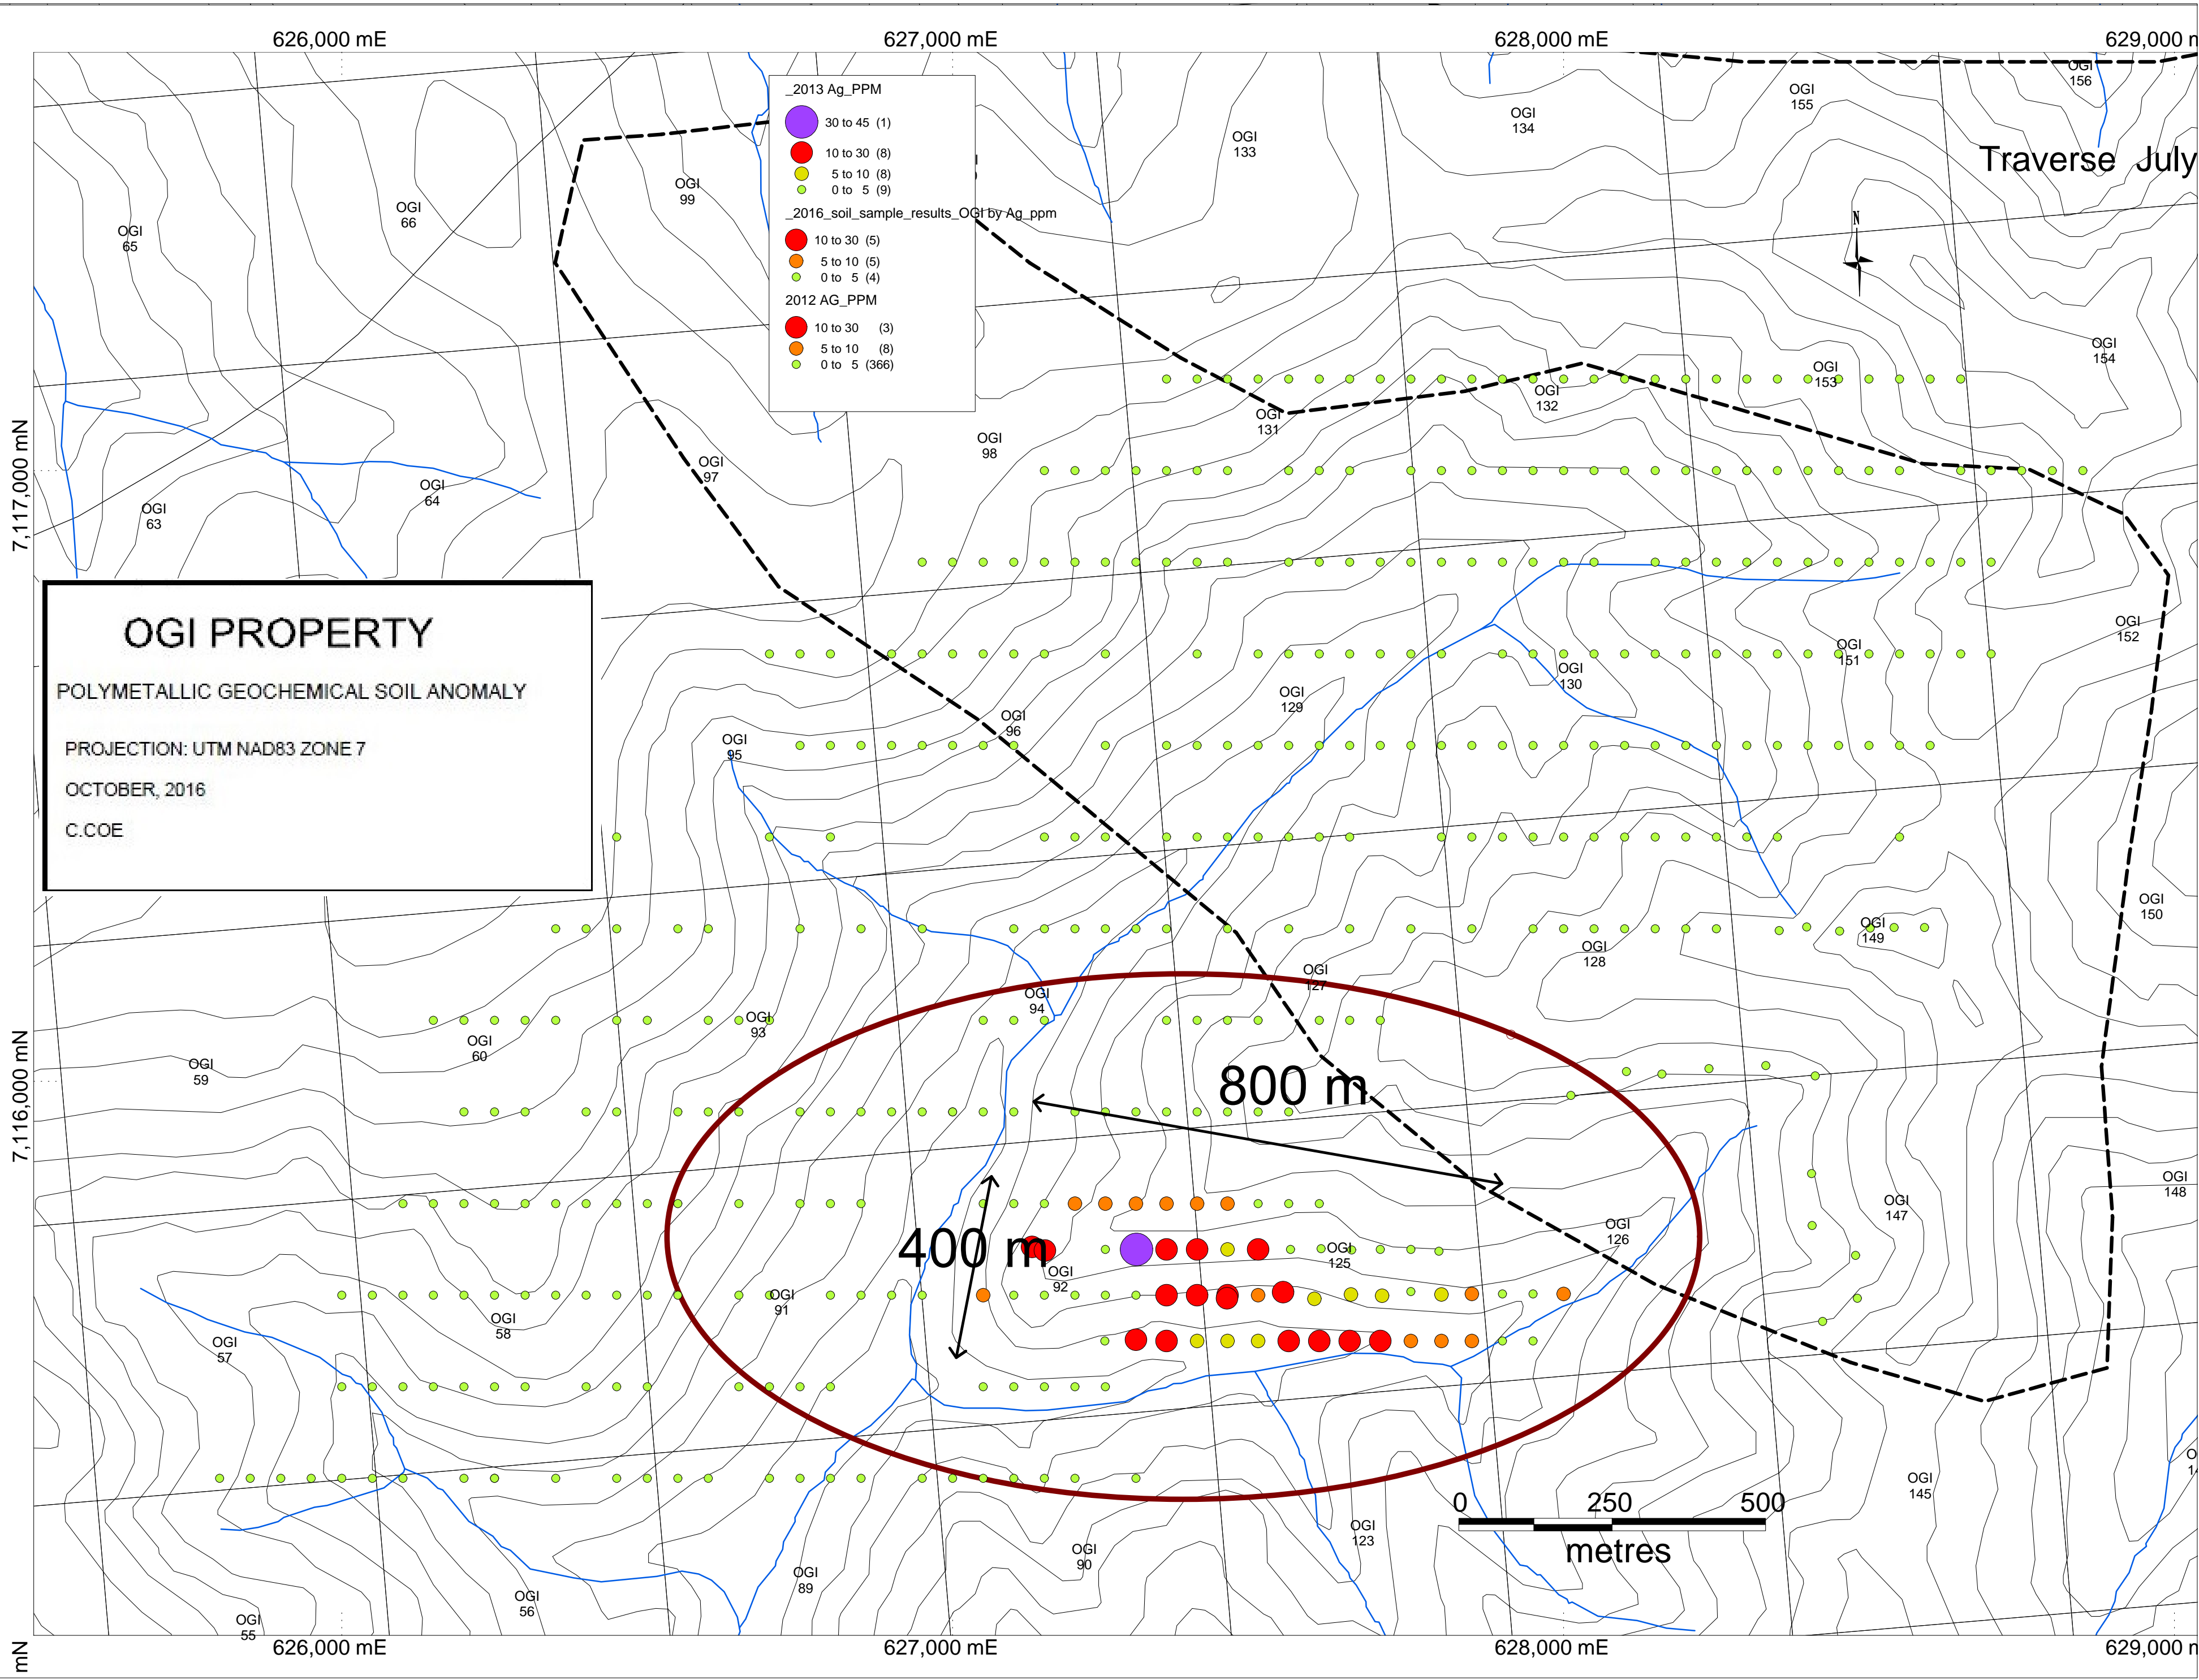 626,000 mE 627,000 mE 628,000 mE 629,000 m
_2013 Ag_PPM
30 to 45 (1)
10 to 30 (8)
5 to 10 (8)
0 to 5 (9)
_2016_soil_sample_results_OGI by Ag_ppm
10 to 30 (5)
5 to 10 (5)
0 to 5 (4)
2012 AG_PPM
10 to 30 (3)
5 to 10 (8)
0 to 5 (366)
OGI
156
OGI
155
OGI
134
OGI
133
Traverse July
N
OGI
99
OGI
66
OGI
65
OGI
154
OGI
153
OGI
132
OGI
131
OGI
98
OGI
97
OGI
64
OGI
63
7,117,000 mN
OGI PROPERTY
POLYMETALLIC GEOCHEMICAL SOIL ANOMALY
PROJECTION: UTM NAD83 ZONE 7
OCTOBER, 2016
C.COE
OGI
152
OGI
151
OGI
130
OGI
129
OGI
96
OGI
95
OGI
150
OGI
149
OGI
128
OGI
127
OGI
94
OGI
93
OGI
60
OGI
59
7,116,000 mN
800 m
400 m
OGI
148
OGI
147
OGI
126
OGI
125
OGI
92
OGI
91
OGI
58
OGI
57
OGI
145
0 250 500
metres
OGI
123
OGI
90
OGI
89
OGI
56
OGI
55
mN
626,000 mE 627,000 mE 628,000 mE 629,000 m